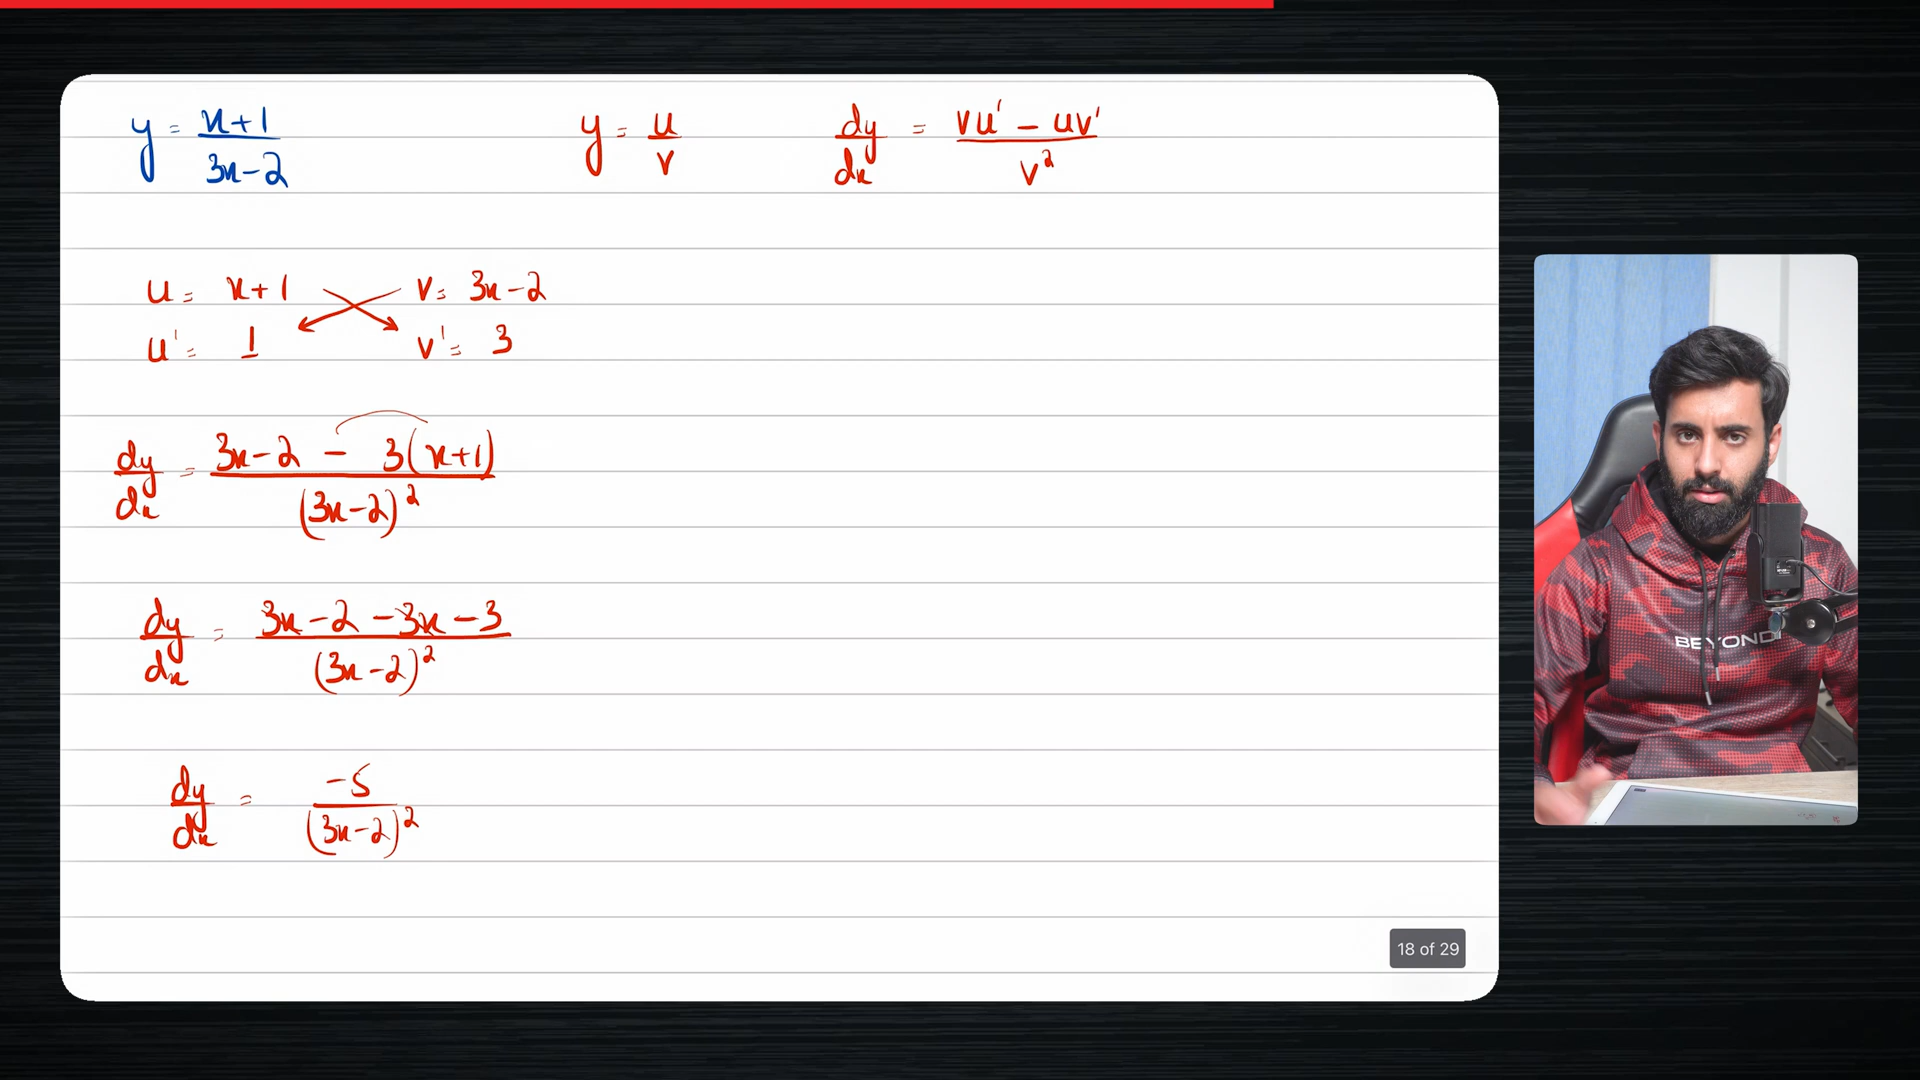 y = x+1 / 3x-2    y = u / v    dy/dx = vu' - uv' / v²
u = x+1    v = 3x-2
u' = 1    v' = 3
dy/dx = 3x-2 - 3(x+1) / (3x-2)²
dy/dx = 3x-2-3x-3 / (3x-2)²
dy/dx = -5 / (3x-2)²
BEYOND
18 of 29